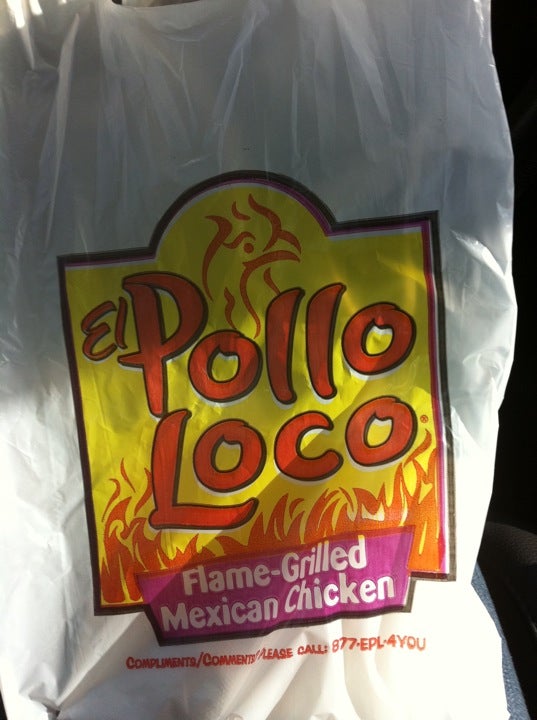 El Pollo
Loco®
Flame-Grilled
Mexican Chicken
COMPLIMENTS/COMMENTS PLEASE CALL: 877-EPL-4YOU